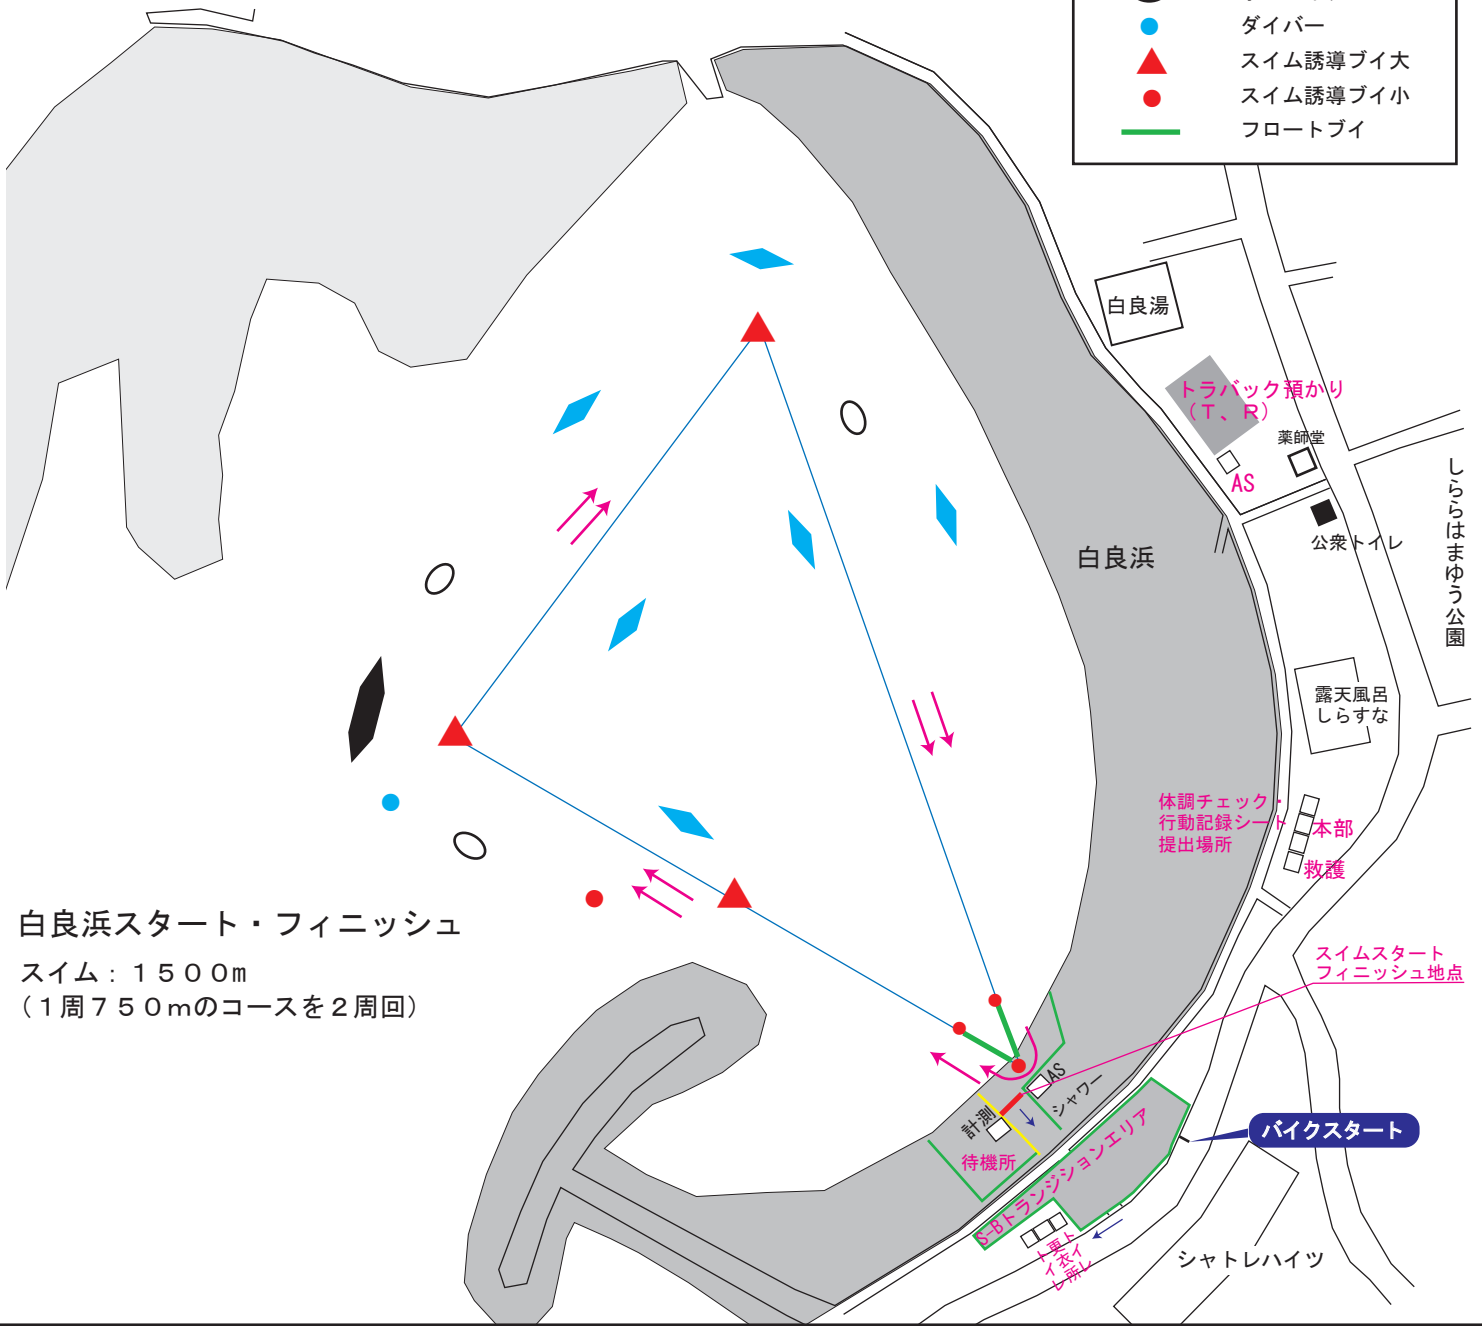 ダイバー
スイム誘導ブイ大
スイム誘導ブイ小
フロートブイ
白良湯
トラバック預かり
（T、R）
薬師堂
AS
公衆トイレ
しららはまゆう公園
白良浜
露天風呂
しらすな
体調チェック・
行動記録シート
提出場所
本部
救護
白良浜スタート・フィニッシュ
スイム：１５００m
（１周７５０mのコースを２周回）
スイムスタート
フィニッシュ地点
AS
シャワー
計測
待機所
バイクスタート
S-Bトランジションエリア
トイレ
更衣所
トイレ
シャトレハイツ